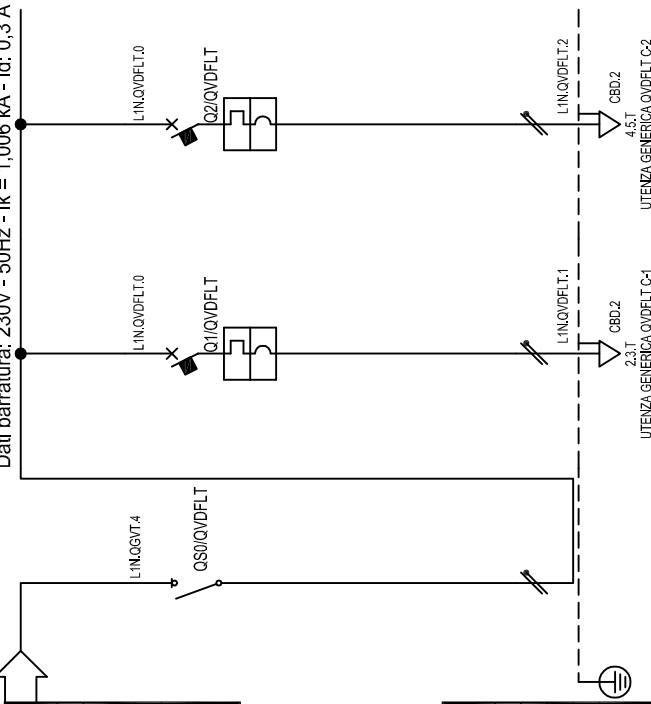 Dati barratura: 230V - 50Hz - Ik = 1,006 kA - Id: 0,3 A
L1N.QGVT.4
QS0/QVDFLT
L1N.QVDFLT.0
Q1/QVDFLT
L1N.QVDFLT.1
CBD.2
2.3.T
UTENZA GENERICA QVDFLT C-1
L1N.QVDFLT.0
Q2/QVDFLT
L1N.QVDFLT.2
CBD.2
4.5.T
UTENZA GENERICA QVDFLT C-2